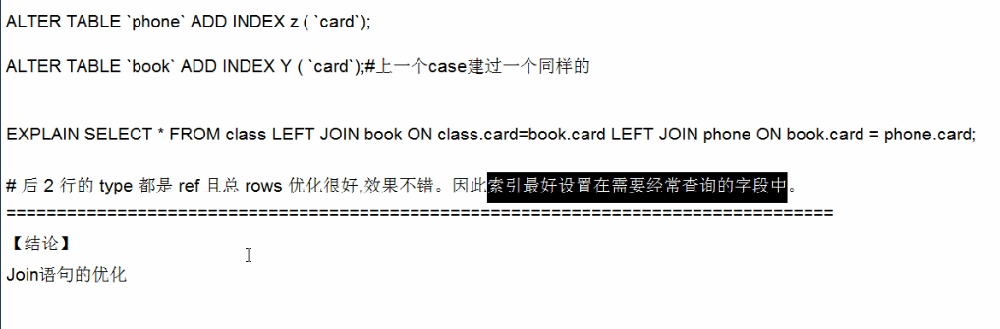 ALTER TABLE `phone` ADD INDEX z ( `card`);
ALTER TABLE `book` ADD INDEX Y ( `card`);#上一个case建过一个同样的
EXPLAIN SELECT * FROM class LEFT JOIN book ON class.card=book.card LEFT JOIN phone ON book.card = phone.card;
# 后 2 行的 type 都是 ref 且总 rows 优化很好,效果不错。因此索引最好设置在需要经常查询的字段中。
==================================================================================
【结论】
Join语句的优化